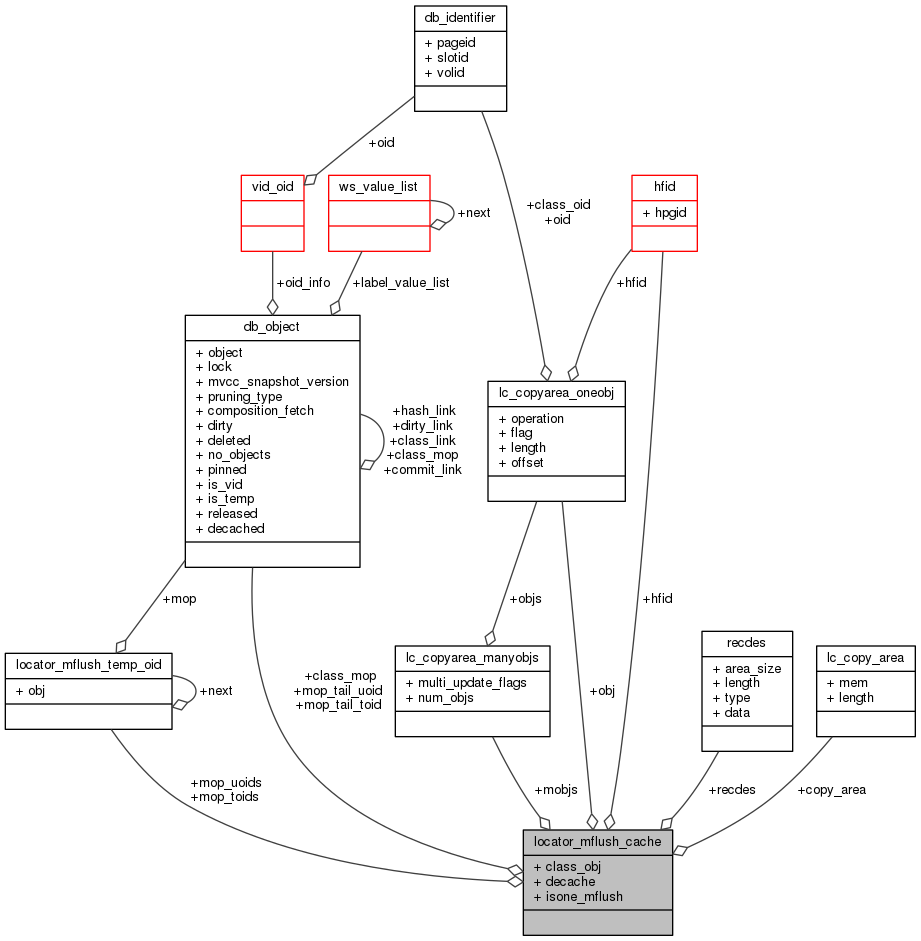 db_identifier
+ pageid
+ slotid
+ volid
+oid
vid_oid
ws_value_list
+next
+class_oid
+oid
hfid
+ hpgid
+oid_info
+label_value_list
+hfid
db_object
+ object
+ lock
+ mvcc_snapshot_version
+ pruning_type
+ composition_fetch
+ dirty
+ deleted
+ no_objects
+ pinned
+ is_vid
+ is_temp
+ released
+ decached
+hash_link
+dirty_link
+class_link
+class_mop
+commit_link
lc_copyarea_oneobj
+ operation
+ flag
+ length
+ offset
+mop
+objs
+hfid
locator_mflush_temp_oid
+ obj
+next
+class_mop
+mop_tail_uoid
+mop_tail_toid
lc_copyarea_manyobjs
+ multi_update_flags
+ num_objs
+obj
recdes
+ area_size
+ length
+ type
+ data
lc_copy_area
+ mem
+ length
+mop_uoids
+mop_toids
+mobjs
+recdes
+copy_area
locator_mflush_cache
+ class_obj
+ decache
+ isone_mflush